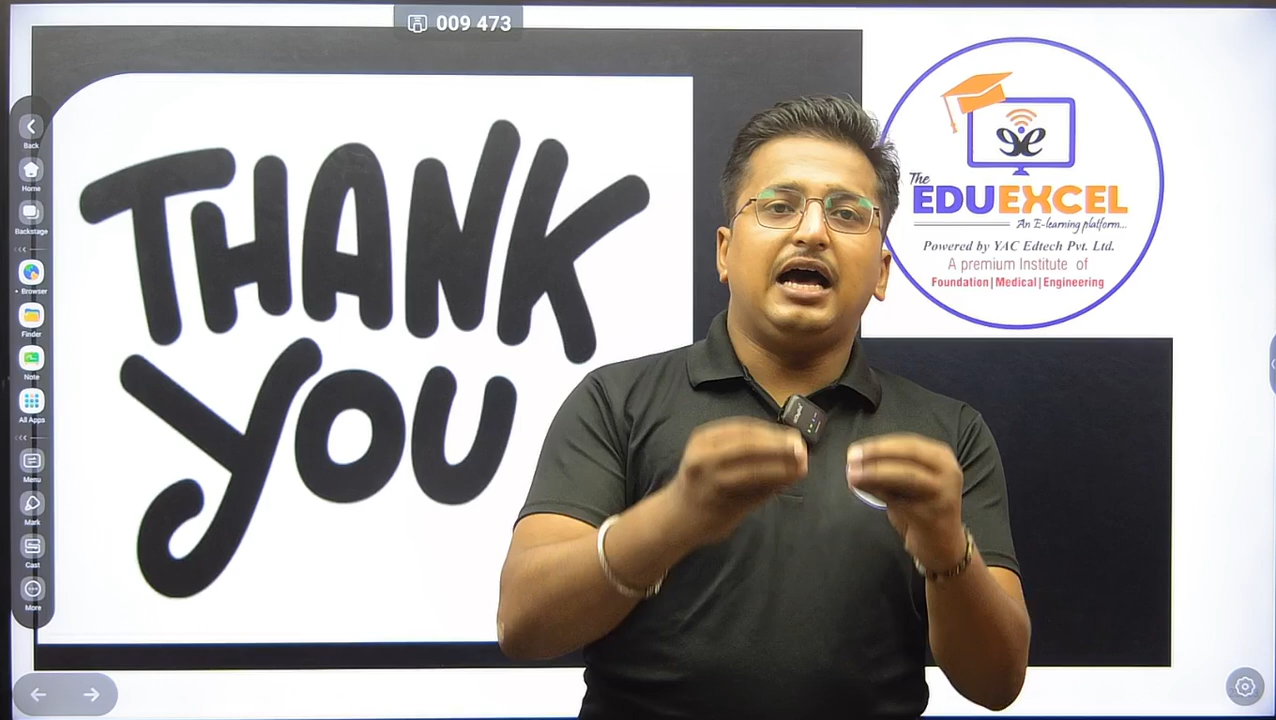 009 473
THANK
YOU
The
EDUEXCEL
An E-learning platform...
Powered by YAC Edtech Pvt. Ltd.
A premium Institute of
Foundation|Medical|Engineering
Back
Home
Backstage
Browser
Finder
Note
All Apps
Menu
Mark
Cast
More